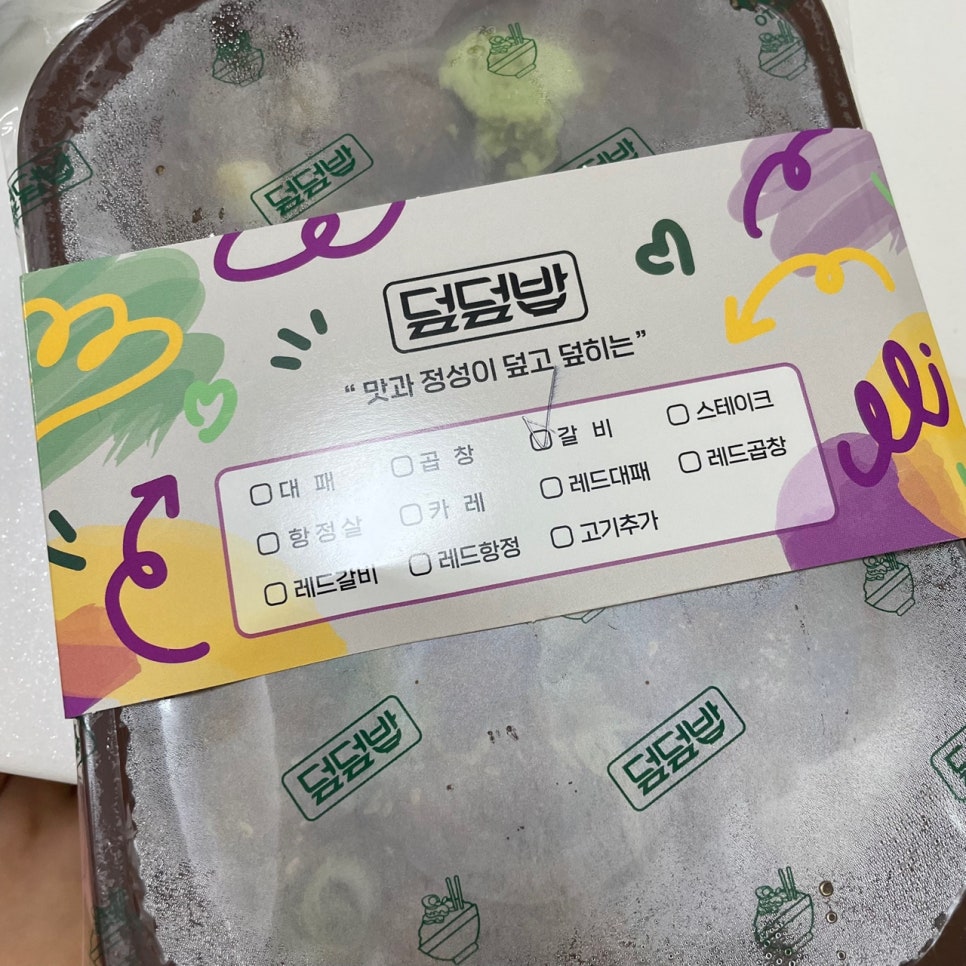 덮덮밥
덮덮밥
덮덮밥
덮덮밥
“ 맛과 정성이 덮고 덮히는 ”
대 패 곱 창 갈 비 스테이크
항정살 카 레 레드대패 레드곱창
레드갈비 레드항정 고기추가
덮덮밥
덮덮밥